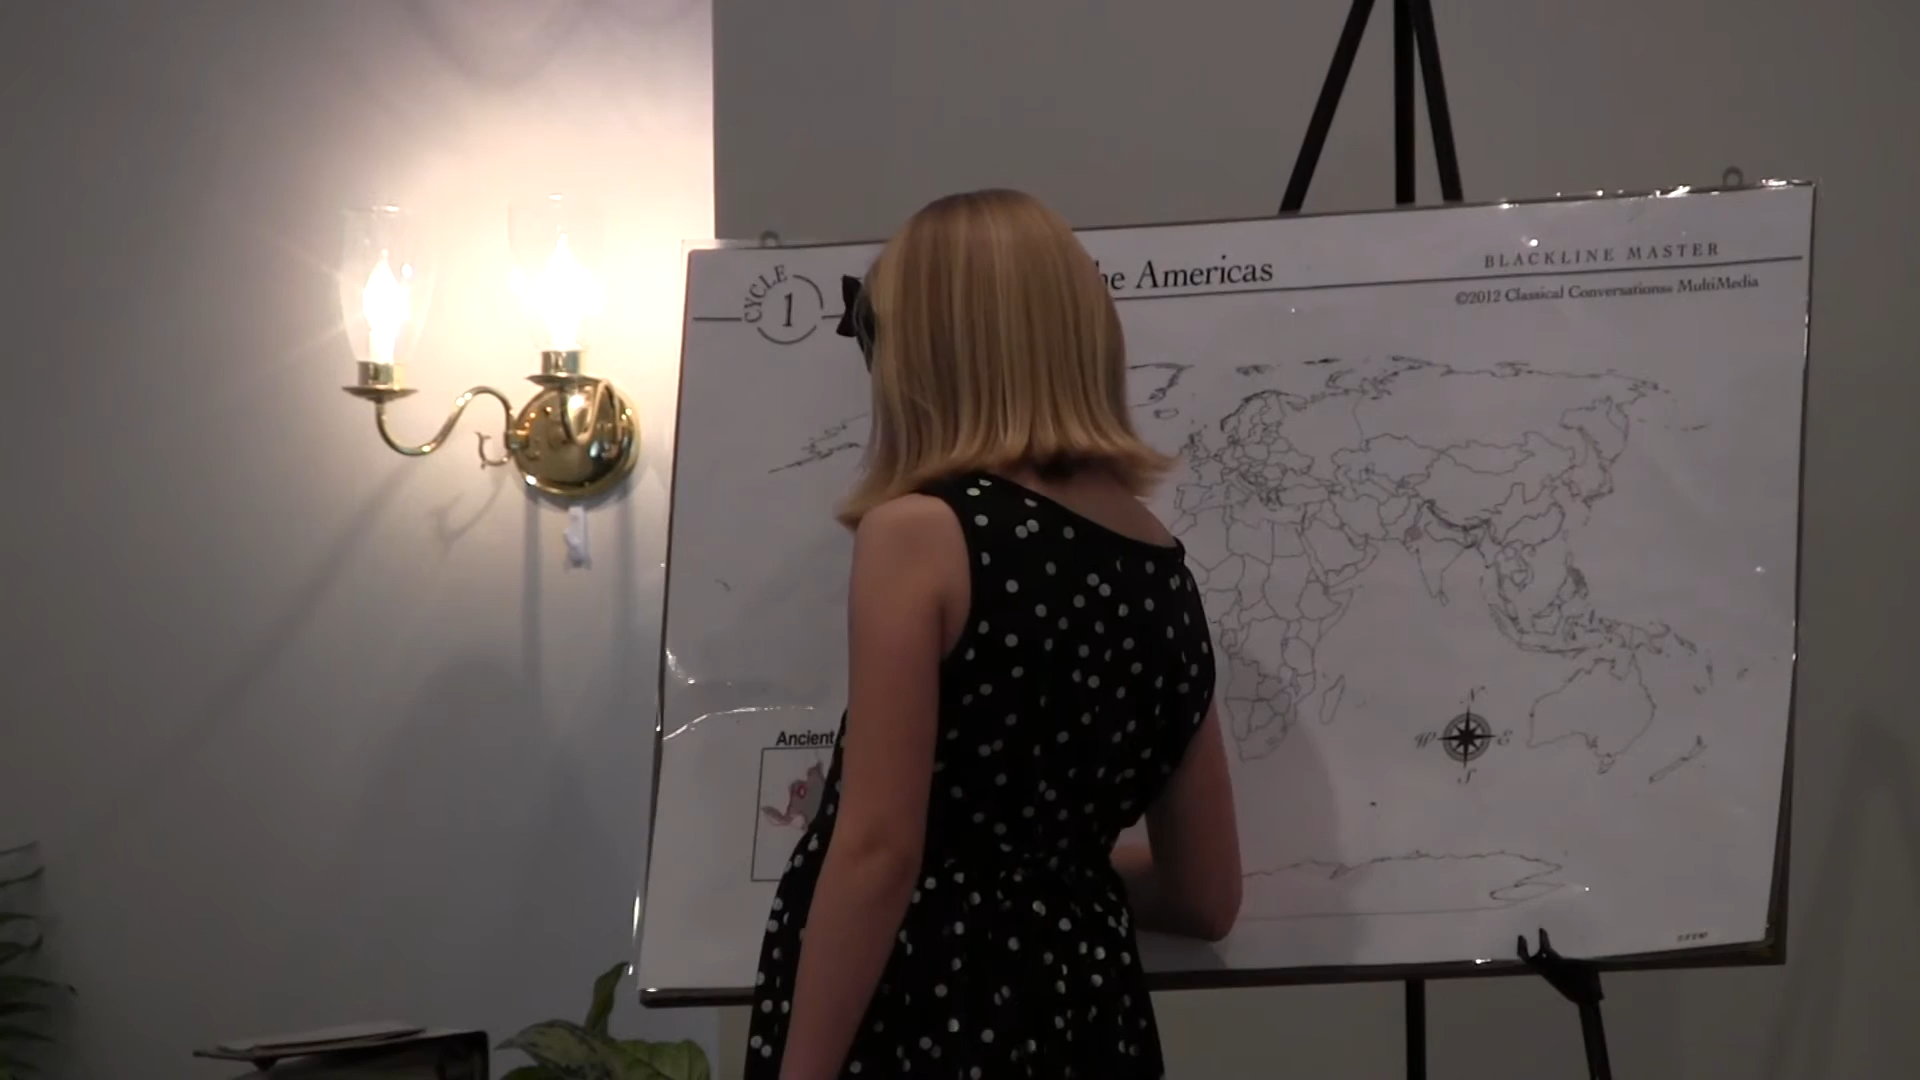 CYCLE
1
he Americas
BLACKLINE MASTER
©2012 Classical Conversations® MultiMedia
Ancient
N
W E
S